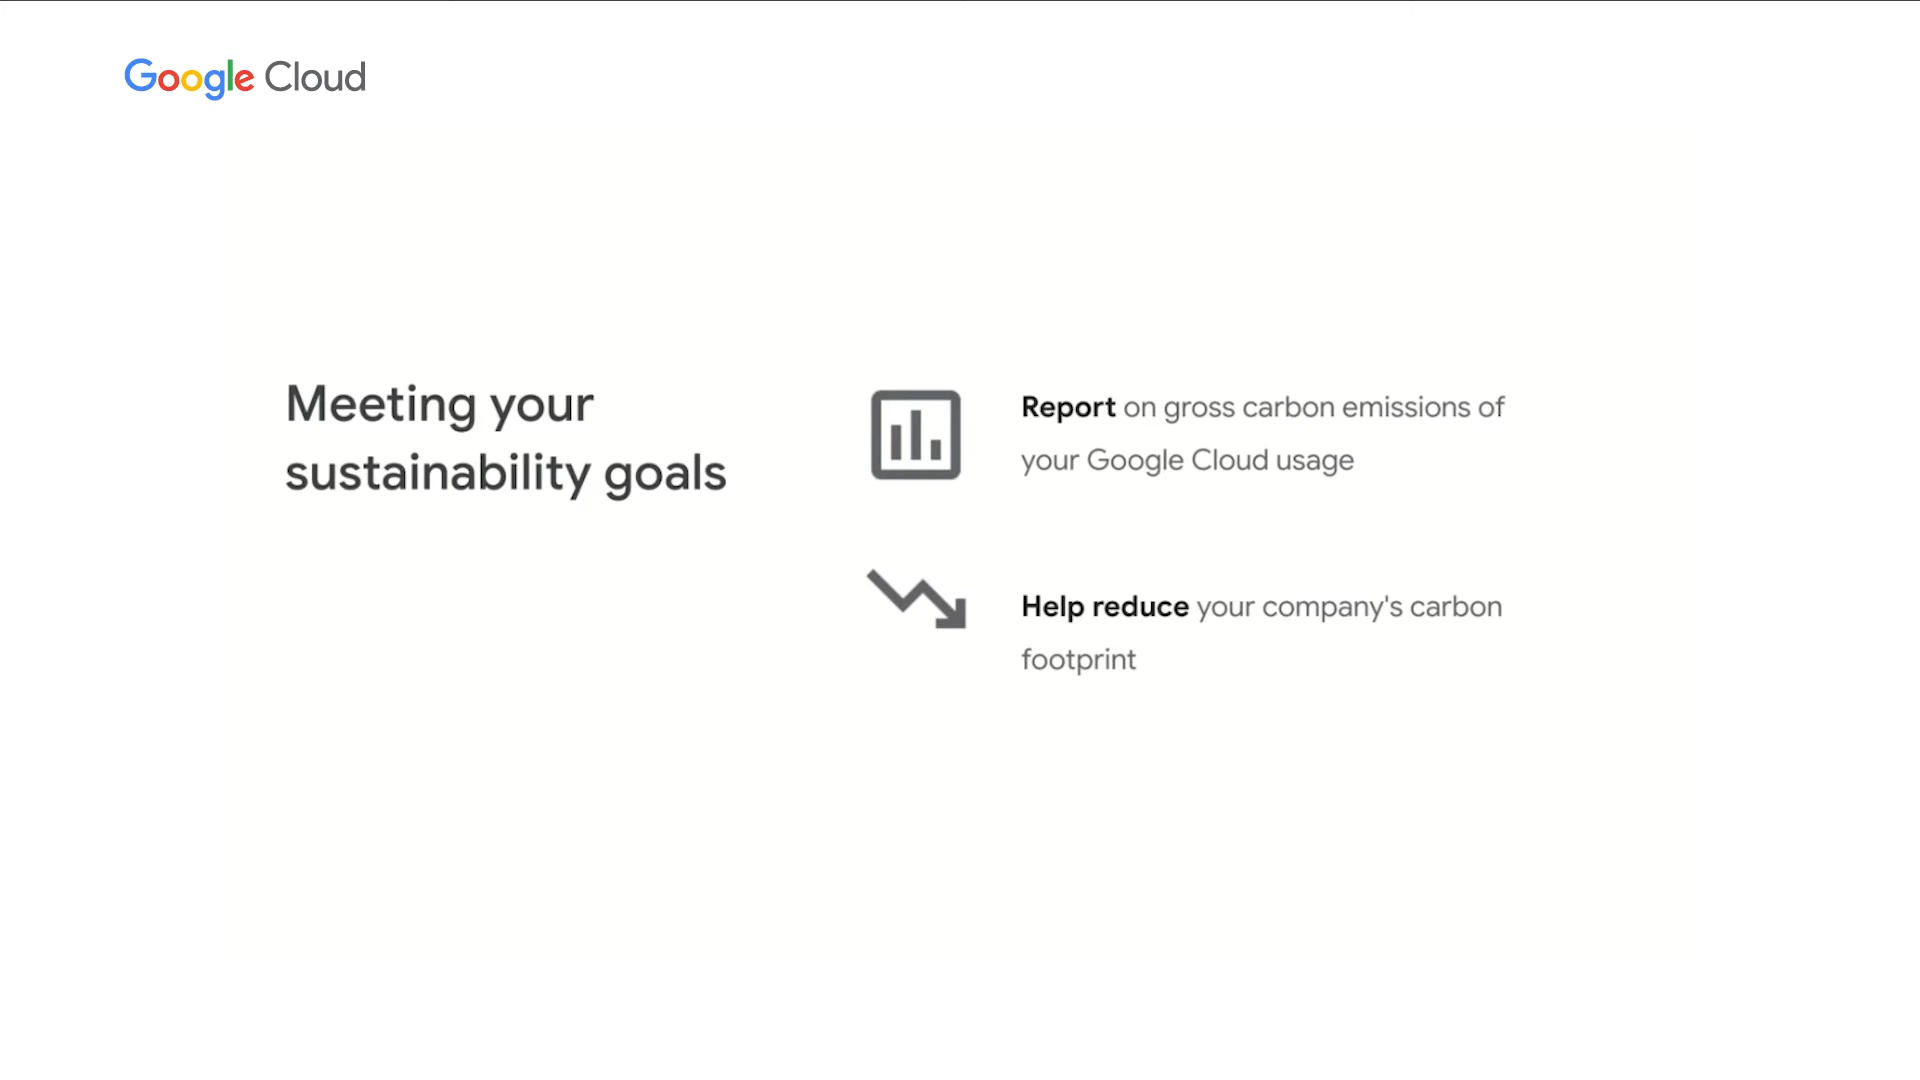 Google Cloud
Meeting your
sustainability goals
Report on gross carbon emissions of
your Google Cloud usage
Help reduce your company's carbon
footprint